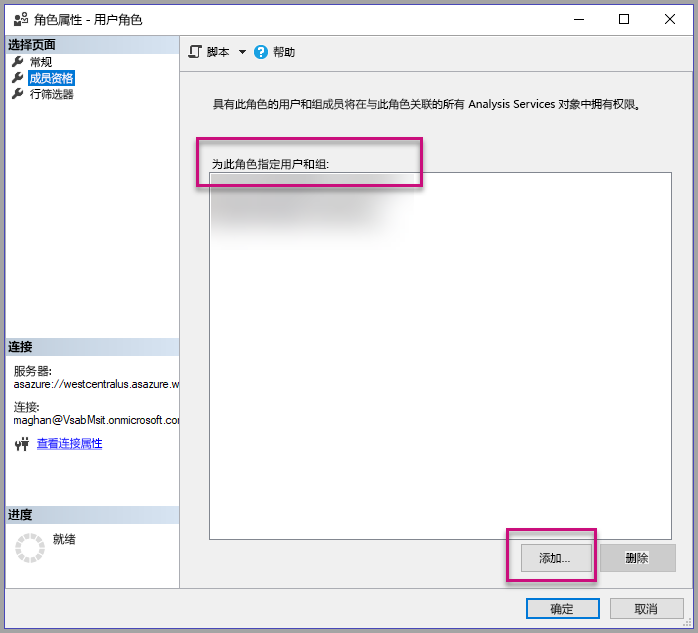 角色属性 - 用户角色
选择页面
常规
成员资格
行筛选器
脚本
帮助
具有此角色的用户和组成员将在与此角色关联的所有 Analysis Services 对象中拥有权限。
为此角色指定用户和组:
连接
服务器:
asazure://westcentralus.asazure.w
连接:
maghan@VsabMsit.onmicrosoft.co
查看连接属性
进度
就绪
添加...
删除
确定
取消